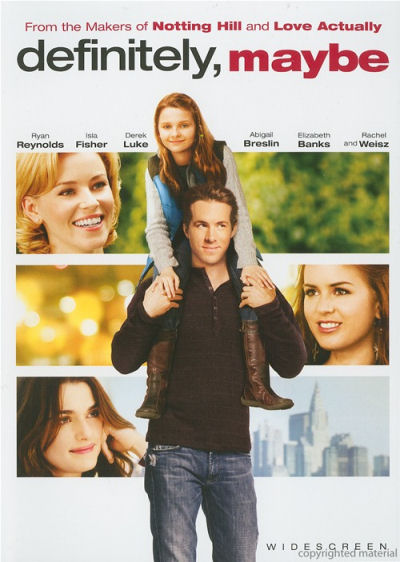 From the Makers of Notting Hill and Love Actually
definitely, maybe
Ryan Reynolds
Isla Fisher
Derek Luke
Abigail Breslin
Elizabeth Banks
and Rachel Weisz
WIDESCREEN
copyrighted material